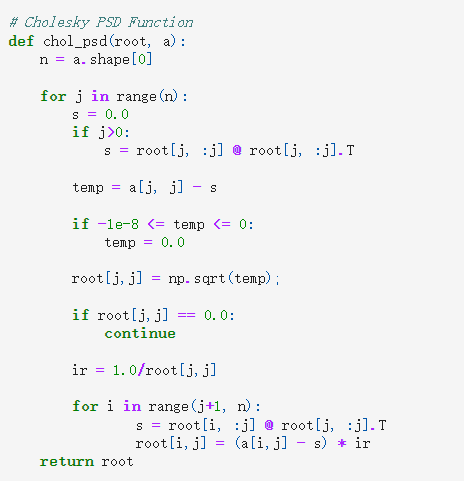 # Cholesky PSD Function
def chol_psd(root, a):
    n = a.shape[0]

    for j in range(n):
        s = 0.0
        if j>0:
            s = root[j, :j] @ root[j, :j].T

        temp = a[j, j] - s

        if -1e-8 <= temp <= 0:
            temp = 0.0

        root[j,j] = np.sqrt(temp);

        if root[j,j] == 0.0:
            continue

        ir = 1.0/root[j,j]

        for i in range(j+1, n):
                s = root[i, :j] @ root[j, :j].T
                root[i,j] = (a[i,j] - s) * ir
    return root